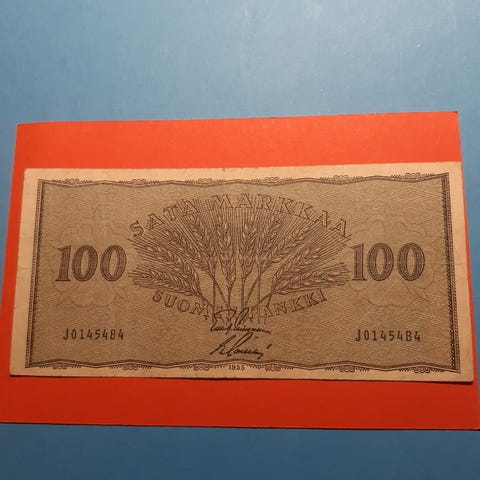 SATA MARKKAA
100 100
SUOMEN PANKKI
J0145484 J0145484
1955